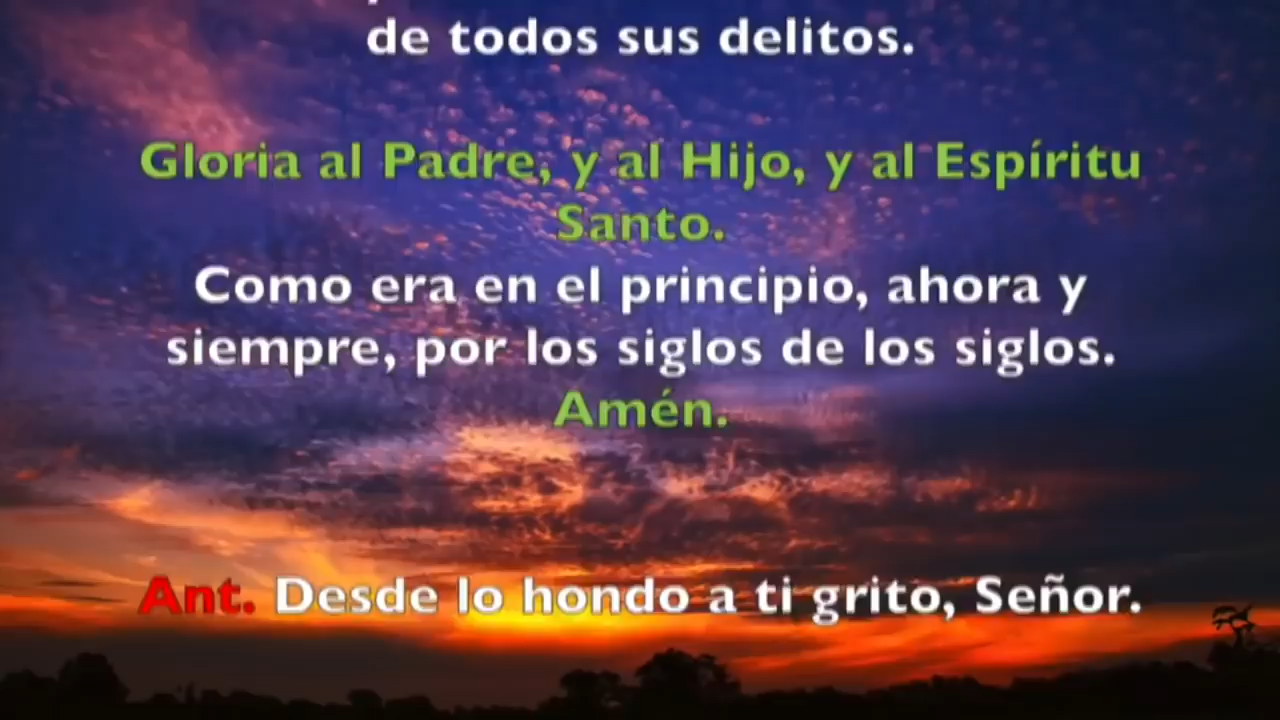 de todos sus delitos.
Gloria al Padre, y al Hijo, y al Espíritu
Santo.
Como era en el principio, ahora y
siempre, por los siglos de los siglos.
Amén.
Ant. Desde lo hondo a ti grito, Señor.